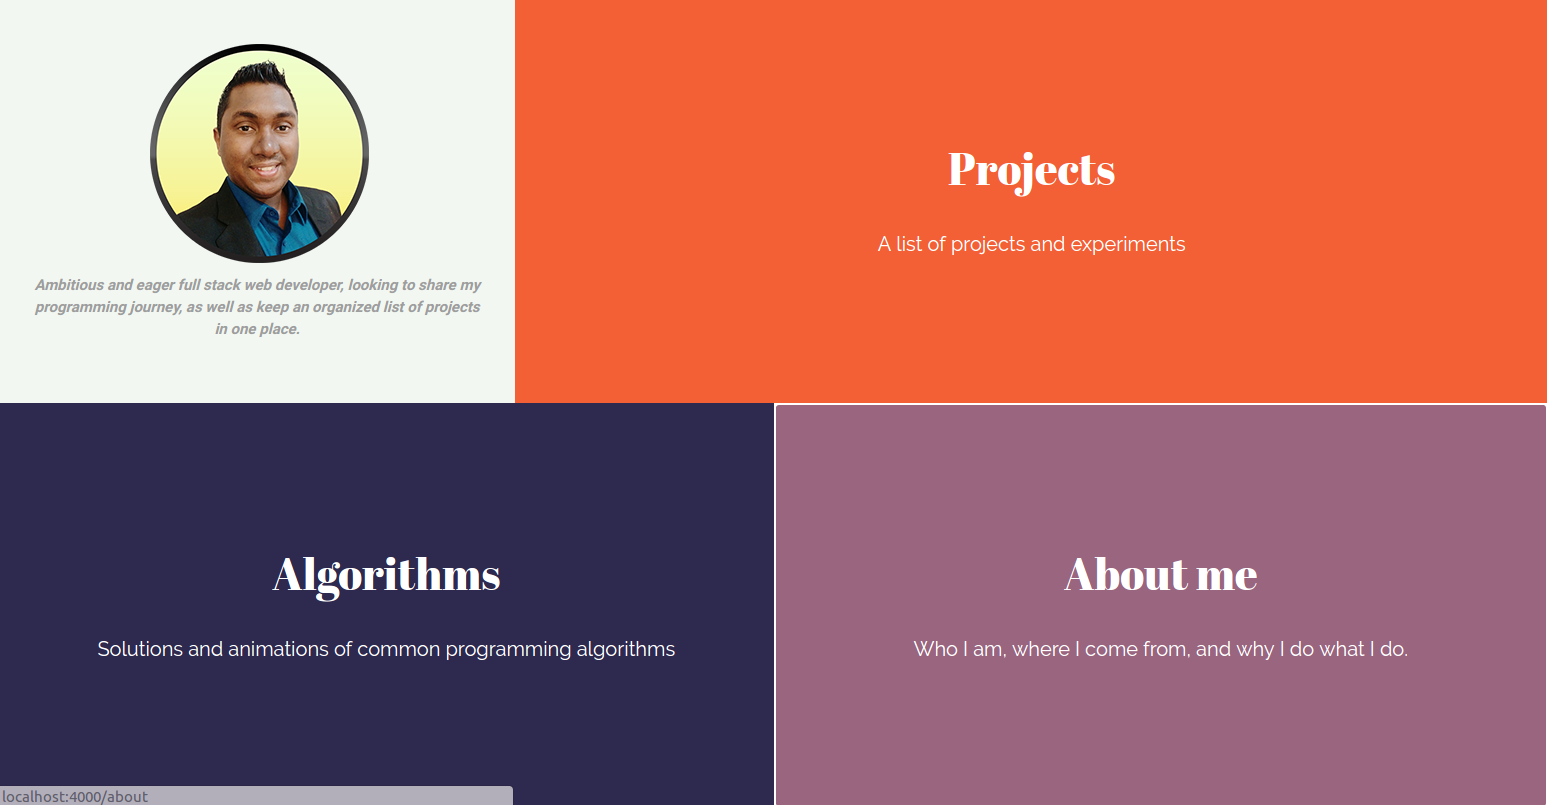 Ambitious and eager full stack web developer, looking to share my
programming journey, as well as keep an organized list of projects
in one place.
Projects
A list of projects and experiments
Algorithms
Solutions and animations of common programming algorithms
About me
Who I am, where I come from, and why I do what I do.
localhost:4000/about